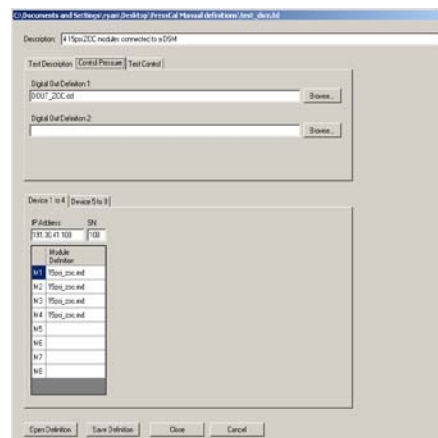 C:\Documents and Settings\ryan\Desktop\PressCal Manual definitions\test_dsm.td
Description: 4 15psi ZOC modules connected to a DSM
Test Description Control Pressure Test Control
Digital Out Definition 1:
DOUT_ZOC.od Browse...
Digital Out Definition 2:
Browse...
Device 1 to 4 Device 5 to 8
IP Address SN
191.30.41.108 108
Module
Definition
M1 15psi_zoc.md
M2 15psi_zoc.md
M3 15psi_zoc.md
M4 15psi_zoc.md
M5
M6
M7
M8
Open Definition Save Definition Close Cancel